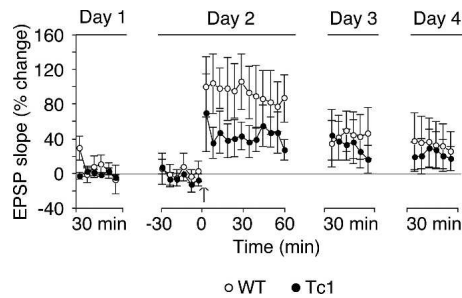 Day 1 Day 2 Day 3 Day 4
EPSP slope (% change)
160
120
80
40
0
-40
30 min -30 0 30 60 30 min 30 min
Time (min)
WT Tc1